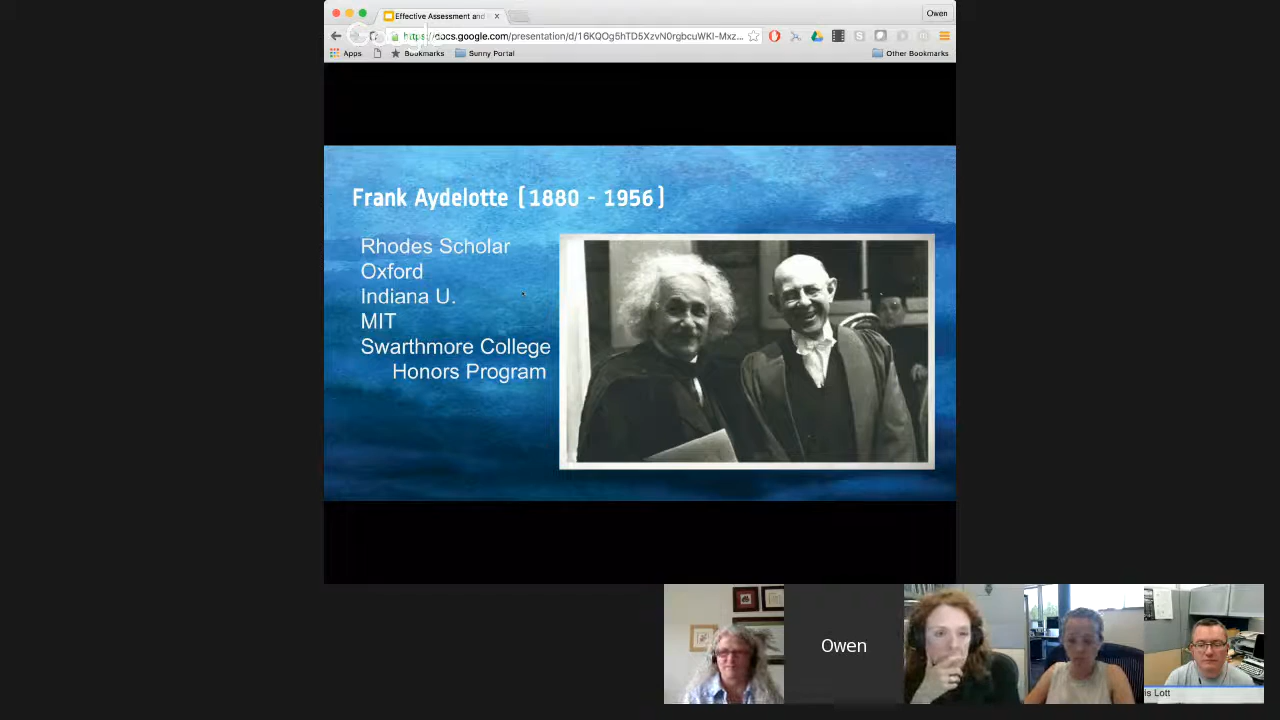 Effective Assessment and
Owen
https://docs.google.com/presentation/d/16KQOg5hTD5XzvN0rgbcuWKI-Mxz...
Apps
Bookmarks
Sunny Portal
Other Bookmarks
Frank Aydelotte (1880 - 1956)
Rhodes Scholar
Oxford
Indiana U.
MIT
Swarthmore College
Honors Program
Owen
is Lott